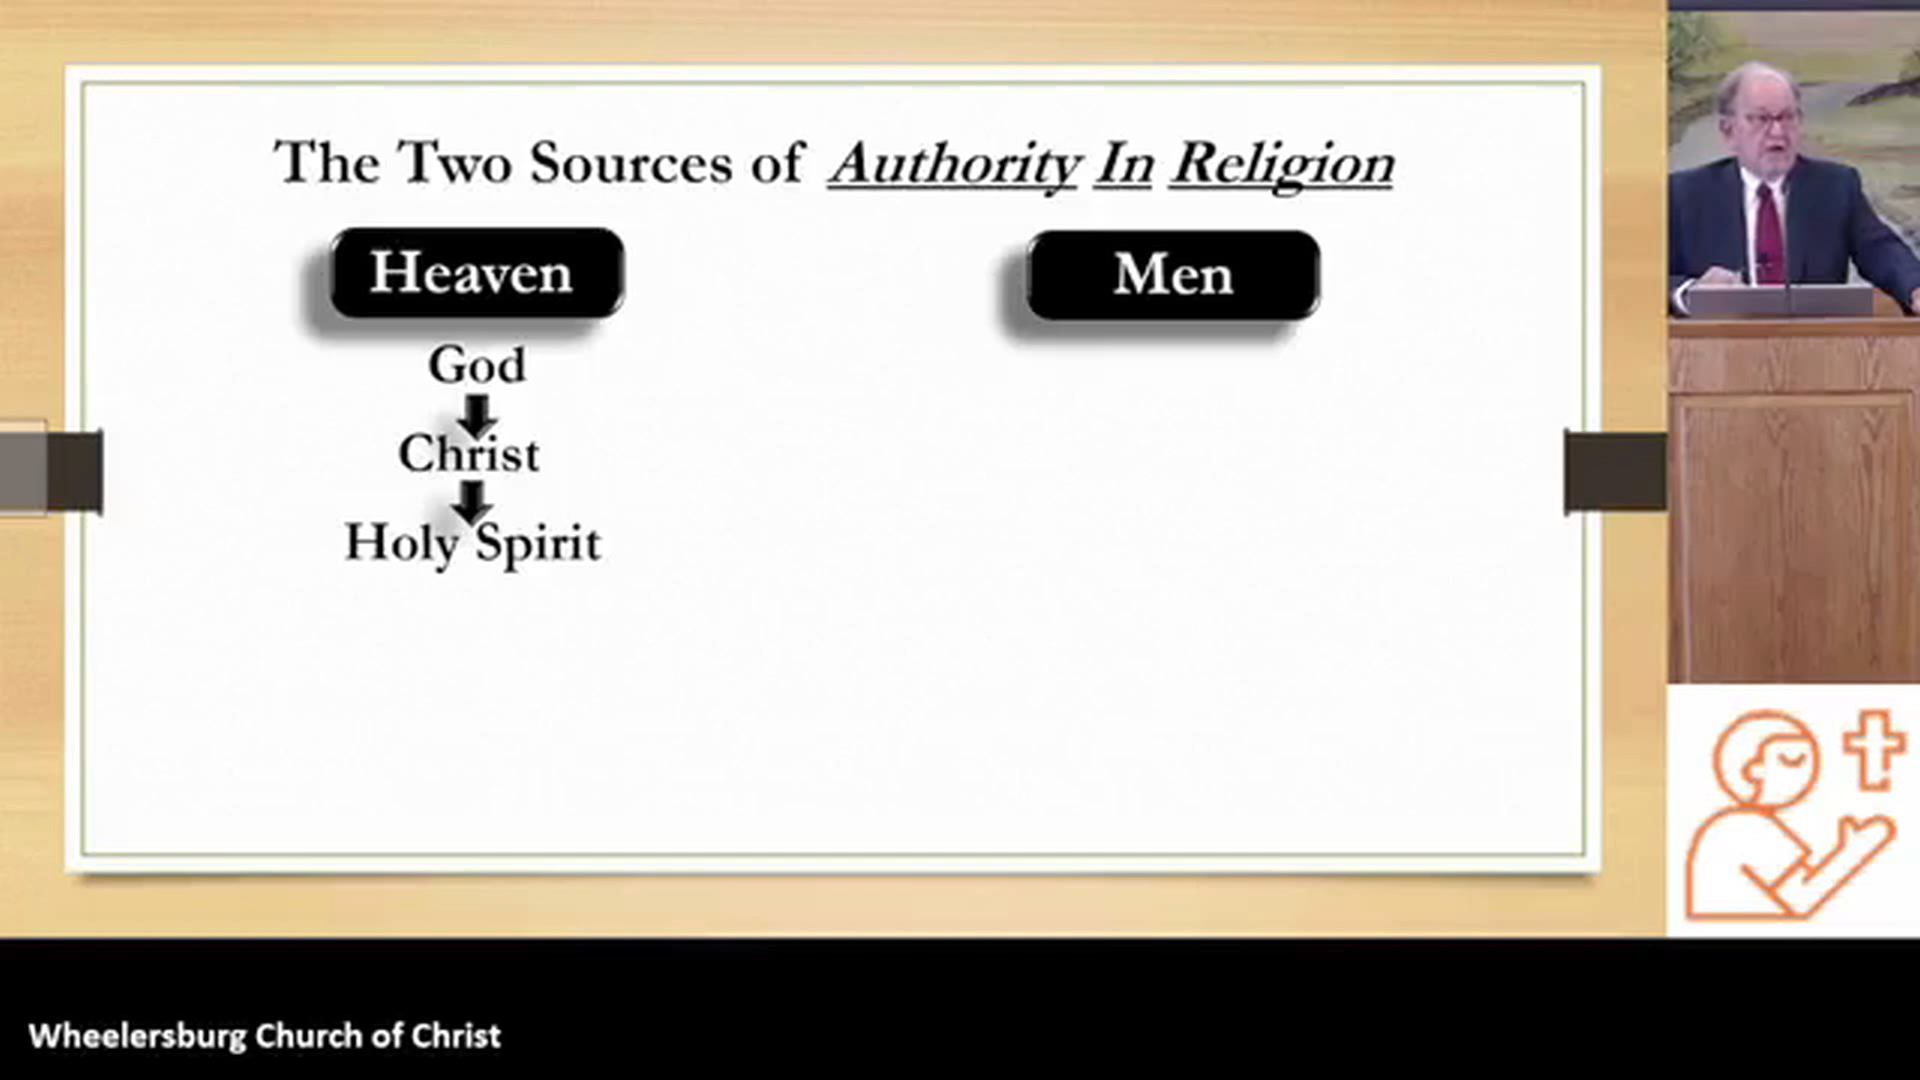 The Two Sources of Authority In Religion
Heaven
Men
God
Christ
Holy Spirit
Wheelersburg Church of Christ